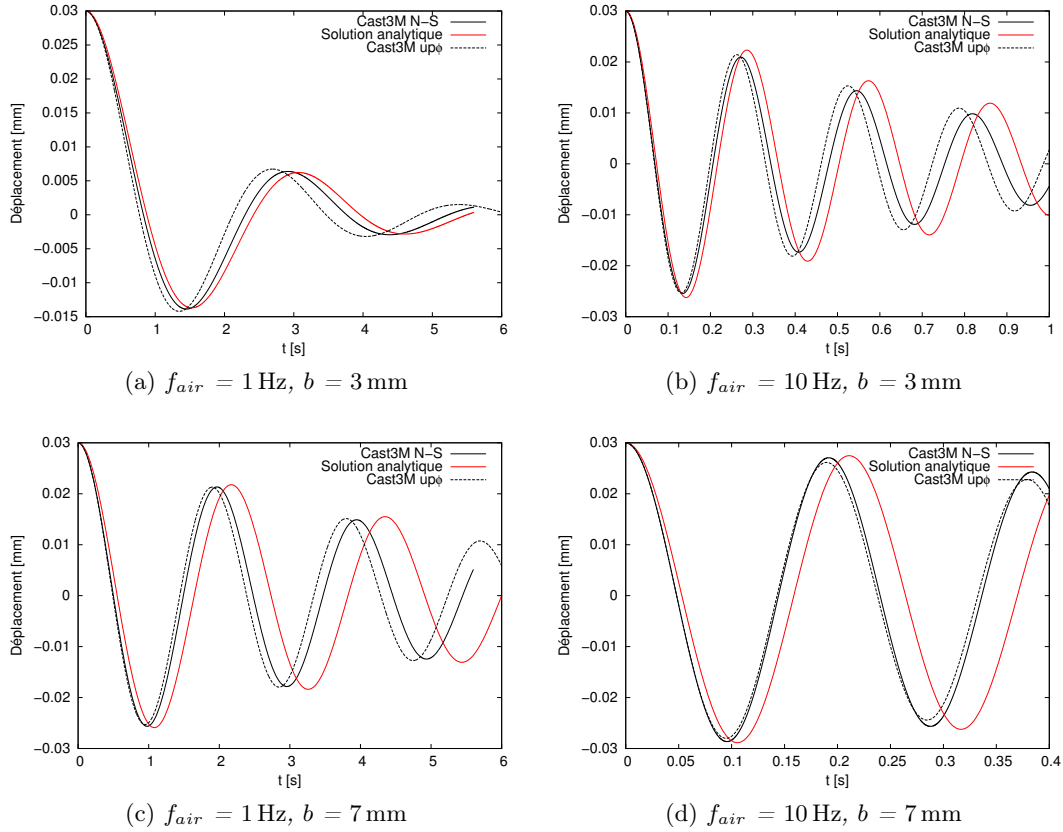 0.03
0.025
0.02
0.015
0.01
0.005
0
−0.005
−0.01
−0.015
Déplacement [mm]
0 1 2 3 4 5 6
t [s]
Cast3M N−S
Solution analytique
Cast3M upϕ
(a) f_air = 1 Hz, b = 3 mm
0.03
0.02
0.01
0
−0.01
−0.02
−0.03
Déplacement [mm]
0 0.1 0.2 0.3 0.4 0.5 0.6 0.7 0.8 0.9 1
t [s]
Cast3M N−S
Solution analytique
Cast3M upϕ
(b) f_air = 10 Hz, b = 3 mm
0.03
0.02
0.01
0
−0.01
−0.02
−0.03
Déplacement [mm]
0 1 2 3 4 5 6
t [s]
Cast3M N−S
Solution analytique
Cast3M upϕ
(c) f_air = 1 Hz, b = 7 mm
0.03
0.02
0.01
0
−0.01
−0.02
−0.03
Déplacement [mm]
0 0.05 0.1 0.15 0.2 0.25 0.3 0.35 0.4
t [s]
Cast3M N−S
Solution analytique
Cast3M upϕ
(d) f_air = 10 Hz, b = 7 mm